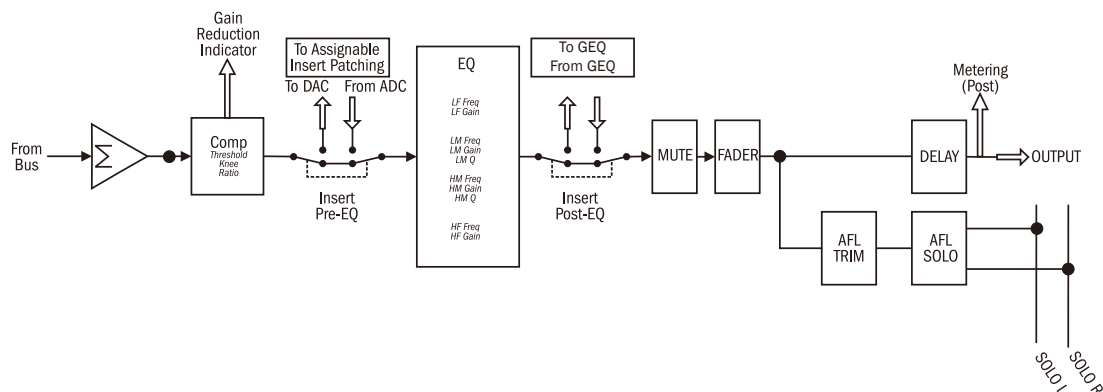 Gain
Reduction
Indicator
To Assignable
Insert Patching
To DAC From ADC
EQ
LF Freq
LF Gain
LM Freq
LM Gain
LM Q
HM Freq
HM Gain
HM Q
HF Freq
HF Gain
To GEQ
From GEQ
Metering
(Post)
From
Bus
Σ
Comp
Threshold
Knee
Ratio
Insert
Pre-EQ
Insert
Post-EQ
MUTE
FADER
DELAY
OUTPUT
AFL
TRIM
AFL
SOLO
SOLO L
SOLO R